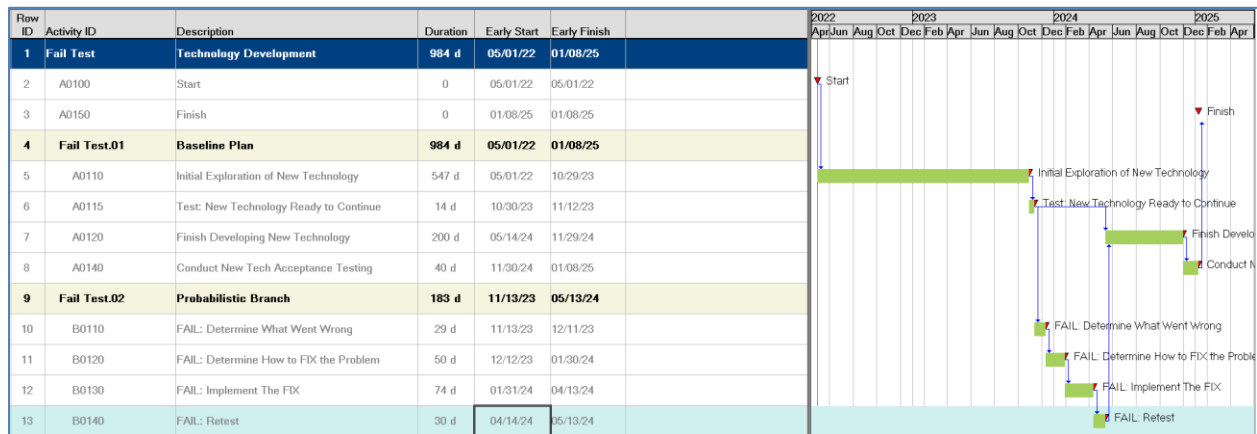 Row ID Activity ID Description Duration Early Start Early Finish
2022 2023 2024 2025
Apr Jun Aug Oct Dec Feb Apr Jun Aug Oct Dec Feb Apr Jun Aug Oct Dec Feb Apr
1 Fail Test Technology Development 984 d 05/01/22 01/08/25
2 A0100 Start 0 05/01/22 05/01/22 Start
3 A0150 Finish 0 01/08/25 01/08/25 Finish
4 Fail Test.01 Baseline Plan 984 d 05/01/22 01/08/25
5 A0110 Initial Exploration of New Technology 547 d 05/01/22 10/29/23 Initial Exploration of New Technology
6 A0115 Test: New Technology Ready to Continue 14 d 10/30/23 11/12/23 Test: New Technology Ready to Continue
7 A0120 Finish Developing New Technology 200 d 05/14/24 11/29/24 Finish Develo
8 A0140 Conduct New Tech Acceptance Testing 40 d 11/30/24 01/08/25 Conduct N
9 Fail Test.02 Probabilistic Branch 183 d 11/13/23 05/13/24
10 B0110 FAIL: Determine What Went Wrong 29 d 11/13/23 12/11/23 FAIL: Determine What Went Wrong
11 B0120 FAIL: Determine How to FIX the Problem 50 d 12/12/23 01/30/24 FAIL: Determine How to FIX the Proble
12 B0130 FAIL: Implement The FIX 74 d 01/31/24 04/13/24 FAIL: Implement The FIX
13 B0140 FAIL: Retest 30 d 04/14/24 05/13/24 FAIL: Retest